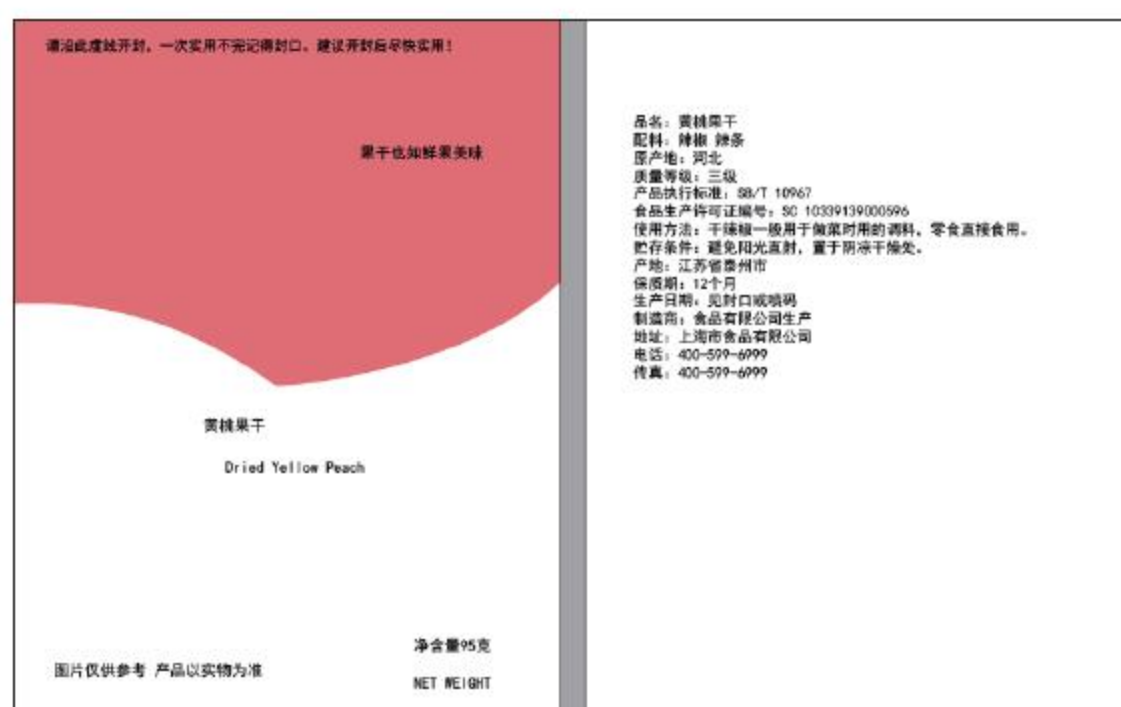 请沿此虚线开封，一次实用不完记得封口。建议开封后尽快实用！
果干也如鲜果美味
黄桃果干
Dried Yellow Peach
净含量95克
图片仅供参考 产品以实物为准
NET WEIGHT
品名：黄桃果干
配料：辣椒 辣条
原产地：河北
质量等级：三级
产品执行标准：SB/T 10967
食品生产许可证编号：SC 10339139000596
使用方法：干辣椒一般用于做菜时用的调料，零食直接食用。
贮存条件：避免阳光直射，置于阴凉干燥处。
产地：江苏省泰州市
保质期：12个月
生产日期：见封口或喷码
制造商：食品有限公司生产
地址：上海市食品有限公司
电话：400-599-6999
传真：400-599-6999